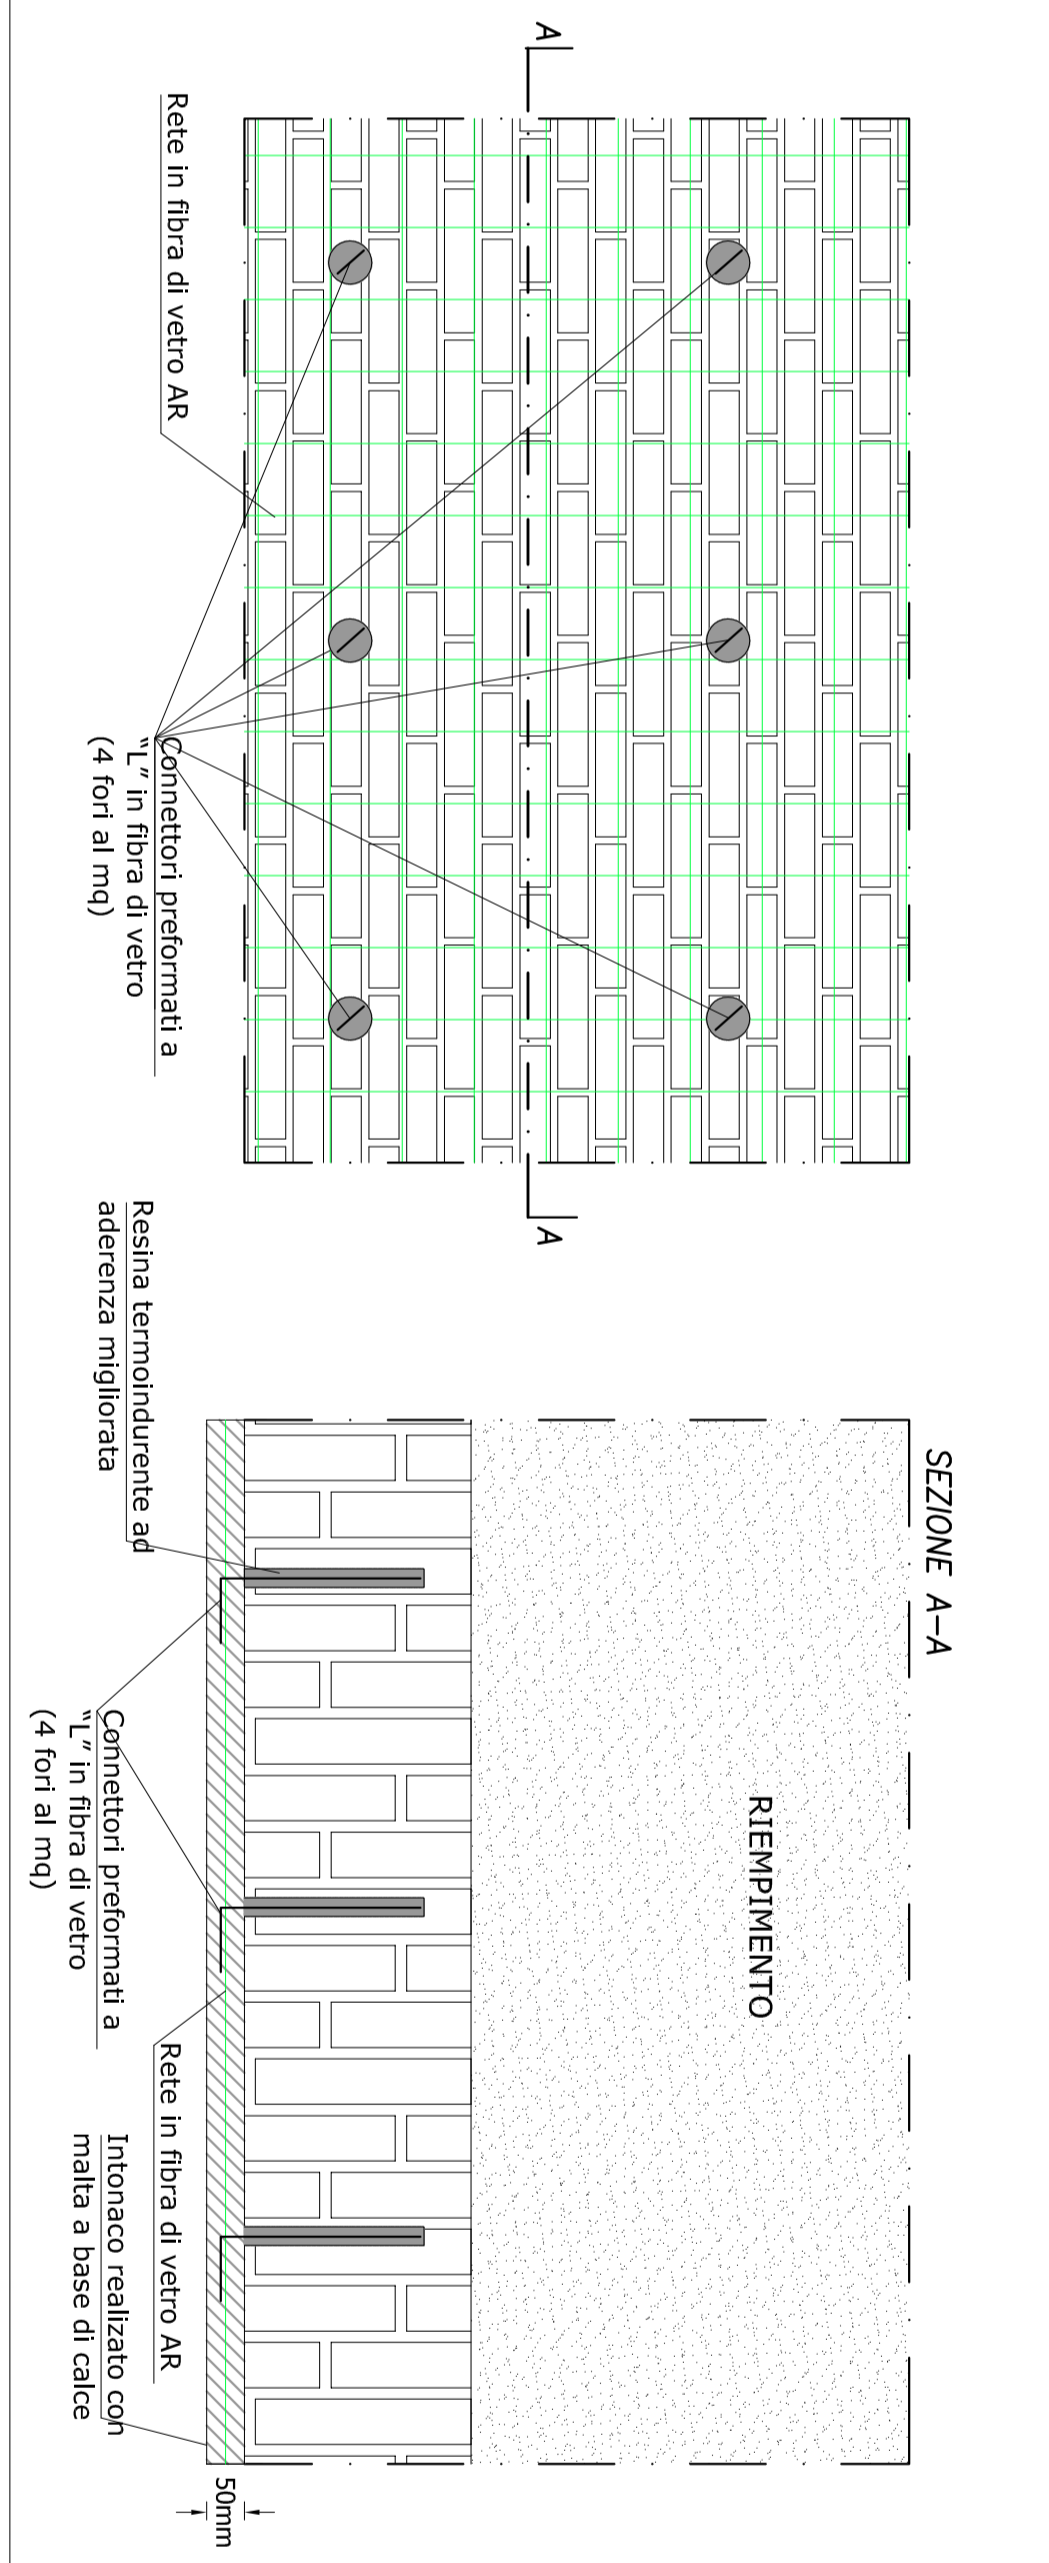 A
Rete in fibra di vetro AR
Connettori preformati a
"L" in fibra di vetro
(4 fori al mq)
A
SEZIONE A-A
RIEMPIMENTO
Resina termoindurente ad
aderenza migliorata
Connettori preformati a
"L" in fibra di vetro
(4 fori al mq)
Rete in fibra di vetro AR
Intonaco realizato con
malta a base di calce
50mm